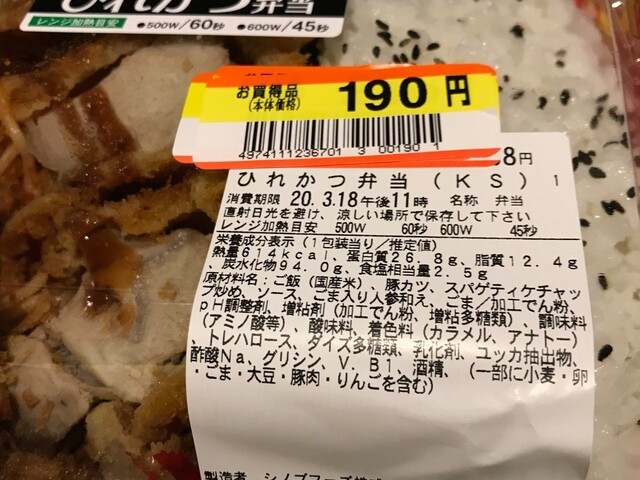 ひれかつ弁当
レンジ加熱目安 ●500W/60秒 ●600W/45秒
お買得品
(本体価格)
190円
4974111236701 3 00190 1
8円
ひれかつ弁当(KS) 1
消費期限 20.3.18午後11時 名称 弁当
直射日光を避け、涼しい場所で保存して下さい
レンジ加熱目安 500W 60秒 600W 45秒
栄養成分表示(1包装当り/推定値)
熱量614kcal、蛋白質26.8g、脂質12.4g
、炭水化物94.0g、食塩相当量2.5g
原材料名:ご飯(国産米)、豚カツ、スパゲティケチャッ
プ炒め、ソース、ごま入り人参和え、ごま/加工でん粉、
pH調整剤、増粘剤(加工でん粉、増粘多糖類)、調味料
(アミノ酸等)、酸味料、着色料(カラメル、アナトー)
、トレハロース、ダイズ多糖類、乳化剤、ユッカ抽出物、
酢酸Na、グリシン、V.B1、酒精、(一部に小麦・卵
・ごま・大豆・豚肉・りんごを含む)
製造者 シノブフーズ